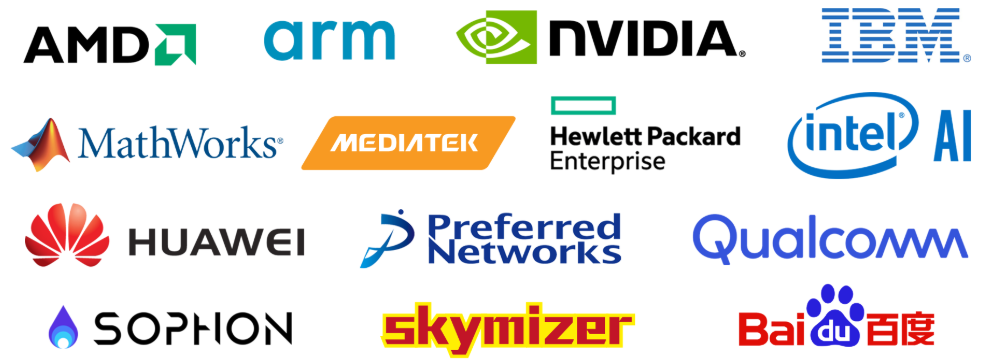 AMD
arm
NVIDIA®
IBM®
MathWorks®
MEDIATEK
Hewlett Packard
Enterprise
intel® AI
HUAWEI
Preferred
Networks
Qualcomm
SOPHON
skymizer
Baidu百度